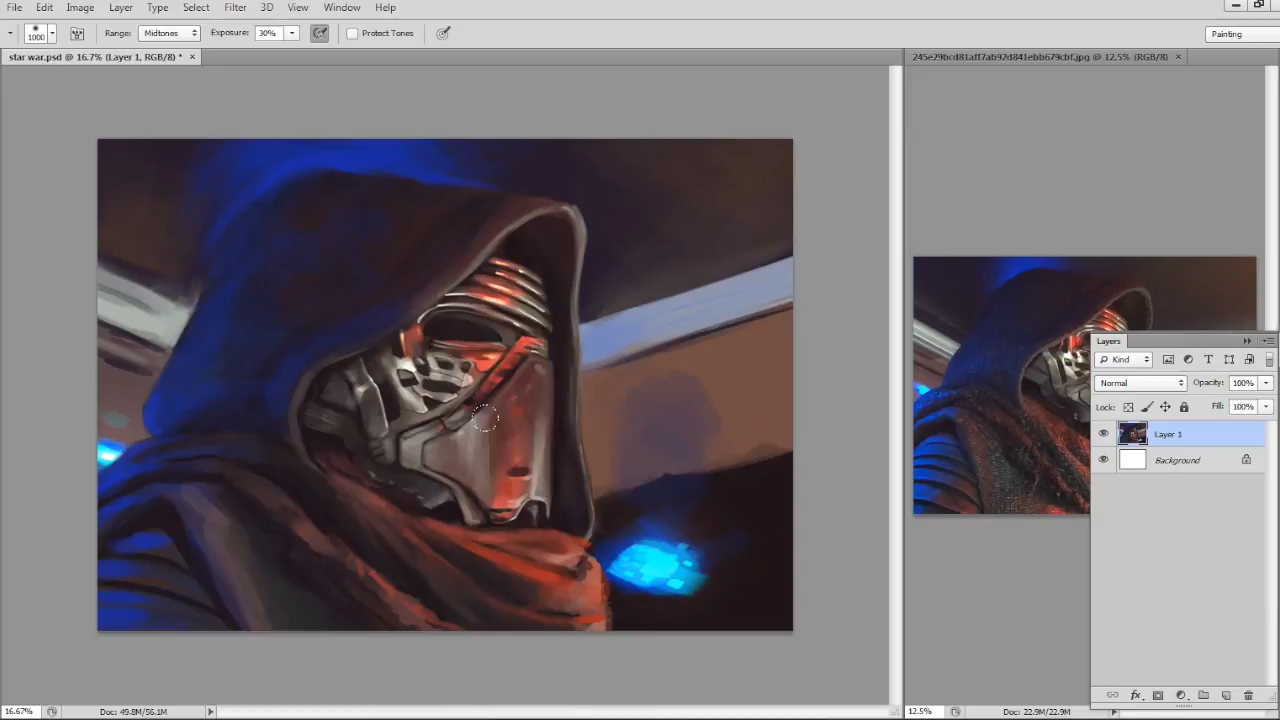 File Edit Image Layer Type Select Filter 3D View Window Help
1000 Range: Midtones Exposure: 30% Protect Tones Painting
star war.psd @ 16.7% (Layer 1, RGB/8) * ×
245e29bcd81aff7ab92d841ebb679cbf.jpg @ 12.5% (RGB/8) ×
Layers
Kind
Normal Opacity: 100%
Lock: Fill: 100%
Layer 1
Background
fx
16.67% Doc: 49.8M/56.1M
12.5% Doc: 22.9M/22.9M